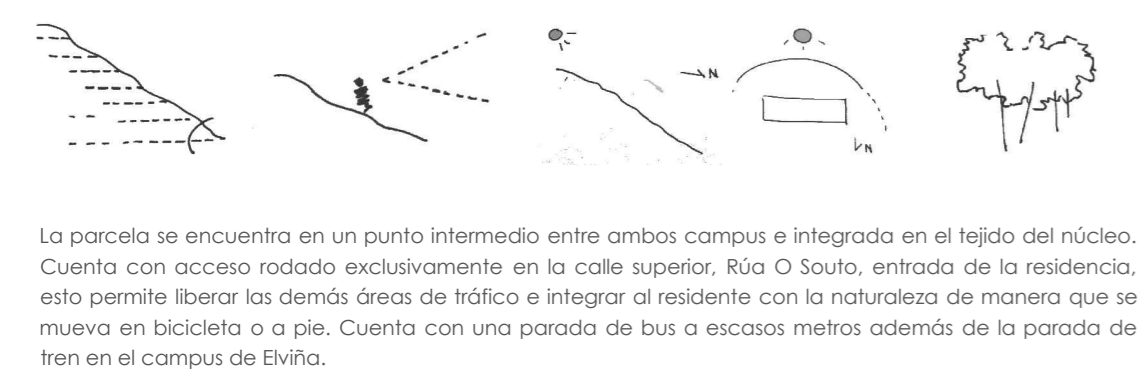 N
N
La parcela se encuentra en un punto intermedio entre ambos campus e integrada en el tejido del núcleo.
Cuenta con acceso rodado exclusivamente en la calle superior, Rúa O Souto, entrada de la residencia,
esto permite liberar las demás áreas de tráfico e integrar al residente con la naturaleza de manera que se
mueva en bicicleta o a pie. Cuenta con una parada de bus a escasos metros además de la parada de
tren en el campus de Elviña.